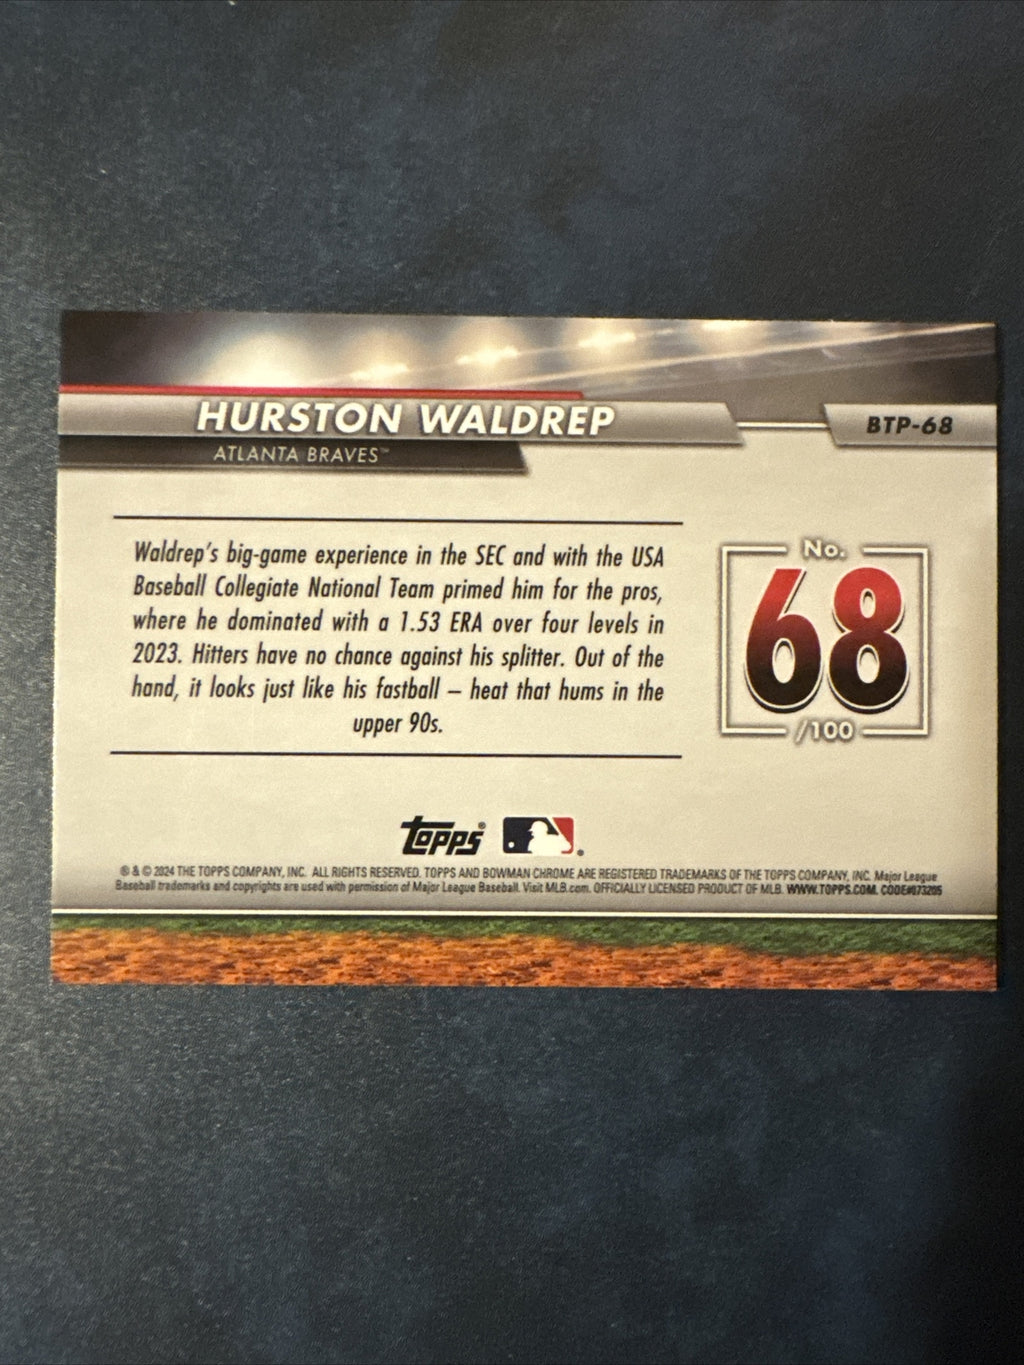 HURSTON WALDREP
BTP-68
ATLANTA BRAVES™
Waldrep's big-game experience in the SEC and with the USA
Baseball Collegiate National Team primed him for the pros,
where he dominated with a 1.53 ERA over four levels in
2023. Hitters have no chance against his splitter. Out of the
hand, it looks just like his fastball – heat that hums in the
upper 90s.
No.
68
/100
Topps®
® & © 2024 THE TOPPS COMPANY, INC. ALL RIGHTS RESERVED. TOPPS AND BOWMAN CHROME ARE REGISTERED TRADEMARKS OF THE TOPPS COMPANY, INC. Major League
Baseball trademarks and copyrights are used with permission of Major League Baseball. Visit MLB.com. OFFICIALLY LICENSED PRODUCT OF MLB. WWW.TOPPS.COM. CODE#073205